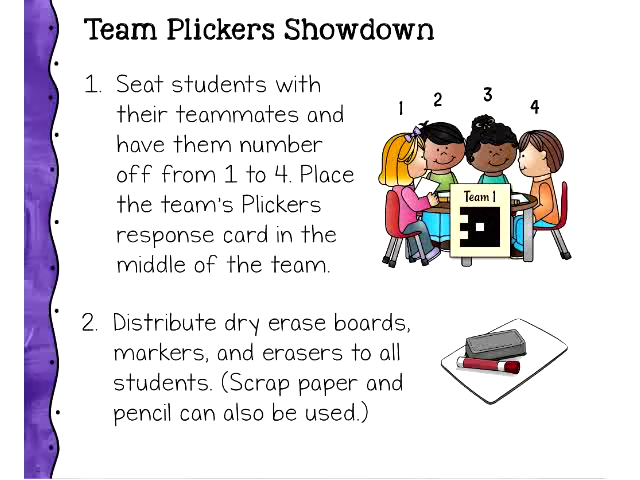 Team Plickers Showdown
1. Seat students with
their teammates and
have them number
off from 1 to 4. Place
the team's Plickers
response card in the
middle of the team.
1 2 3 4
Team 1
2. Distribute dry erase boards,
markers, and erasers to all
students. (Scrap paper and
pencil can also be used.)